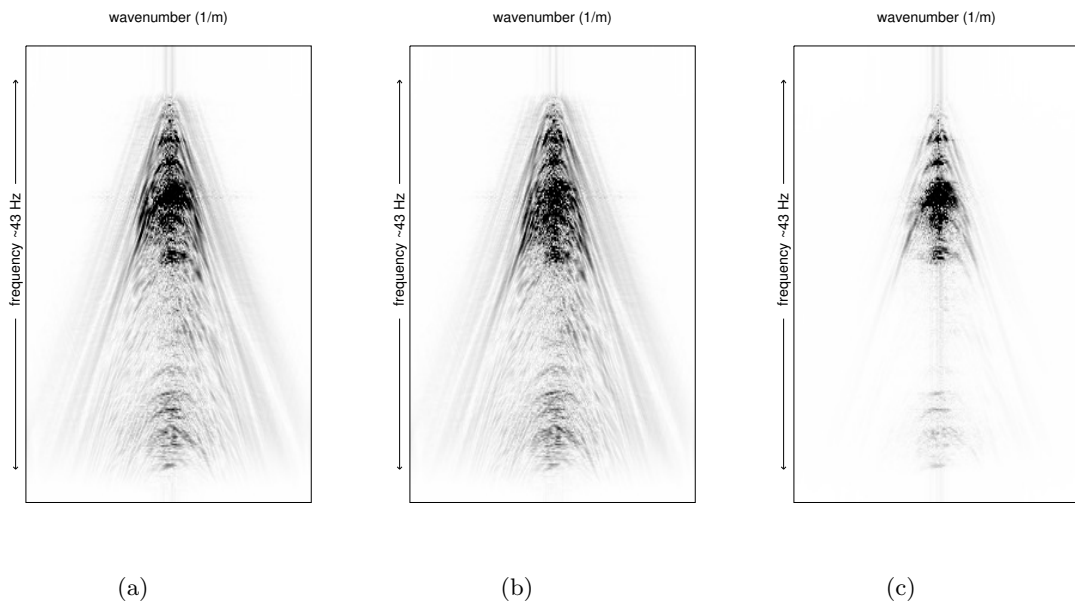 wavenumber (1/m)
wavenumber (1/m)
wavenumber (1/m)
frequency ~43 Hz
frequency ~43 Hz
frequency ~43 Hz
(a)
(b)
(c)